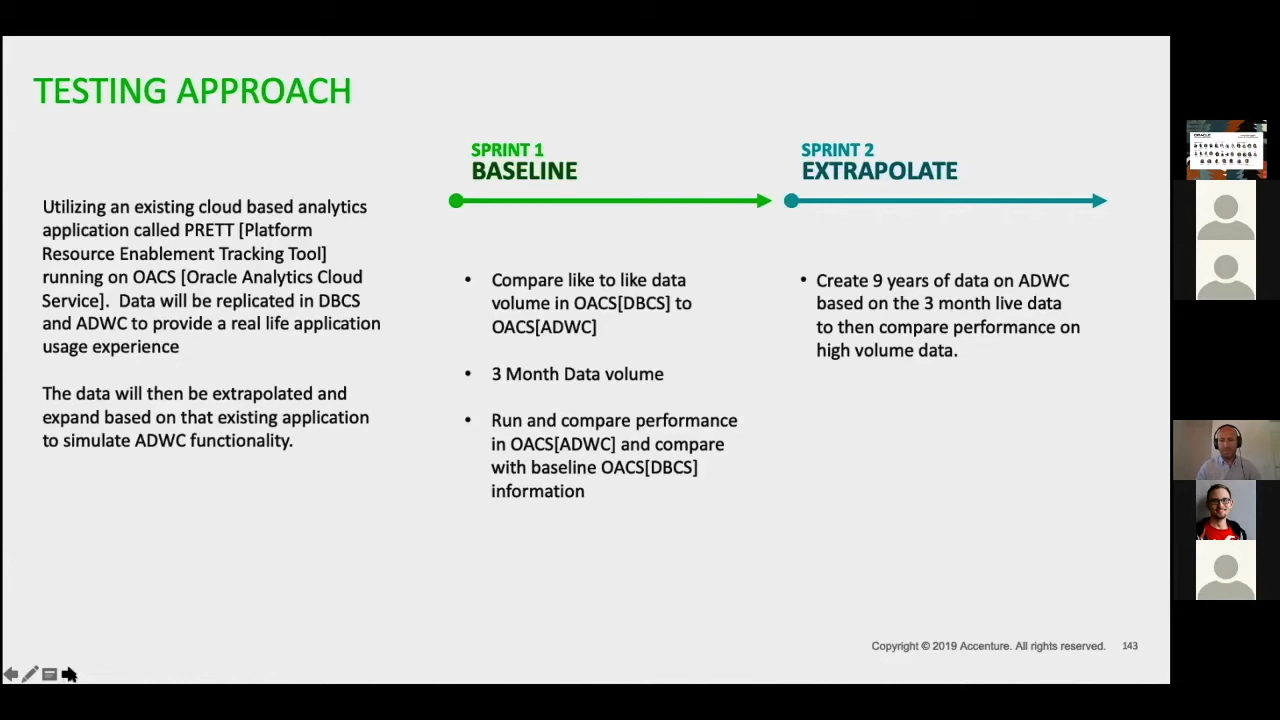 TESTING APPROACH
Utilizing an existing cloud based analytics
application called PRETT [Platform
Resource Enablement Tracking Tool]
running on OACS [Oracle Analytics Cloud
Service].  Data will be replicated in DBCS
and ADWC to provide a real life application
usage experience
The data will then be extrapolated and
expand based on that existing application
to simulate ADWC functionality.
SPRINT 1
BASELINE
• Compare like to like data
volume in OACS[DBCS] to
OACS[ADWC]
• 3 Month Data volume
• Run and compare performance
in OACS[ADWC] and compare
with baseline OACS[DBCS]
information
SPRINT 2
EXTRAPOLATE
• Create 9 years of data on ADWC
based on the 3 month live data
to then compare performance on
high volume data.
Copyright © 2019 Accenture. All rights reserved. 143